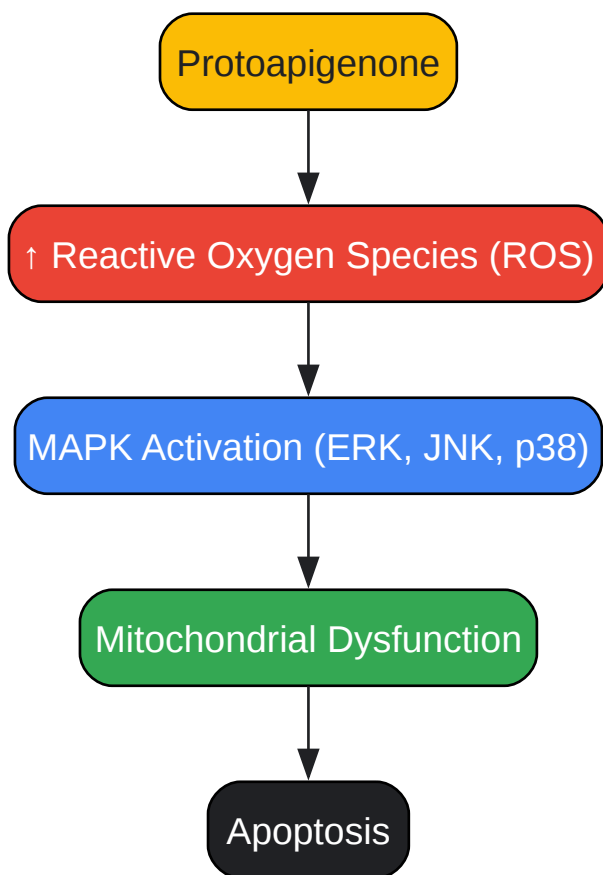 Protoapigenone
↑ Reactive Oxygen Species (ROS)
MAPK Activation (ERK, JNK, p38)
Mitochondrial Dysfunction
Apoptosis